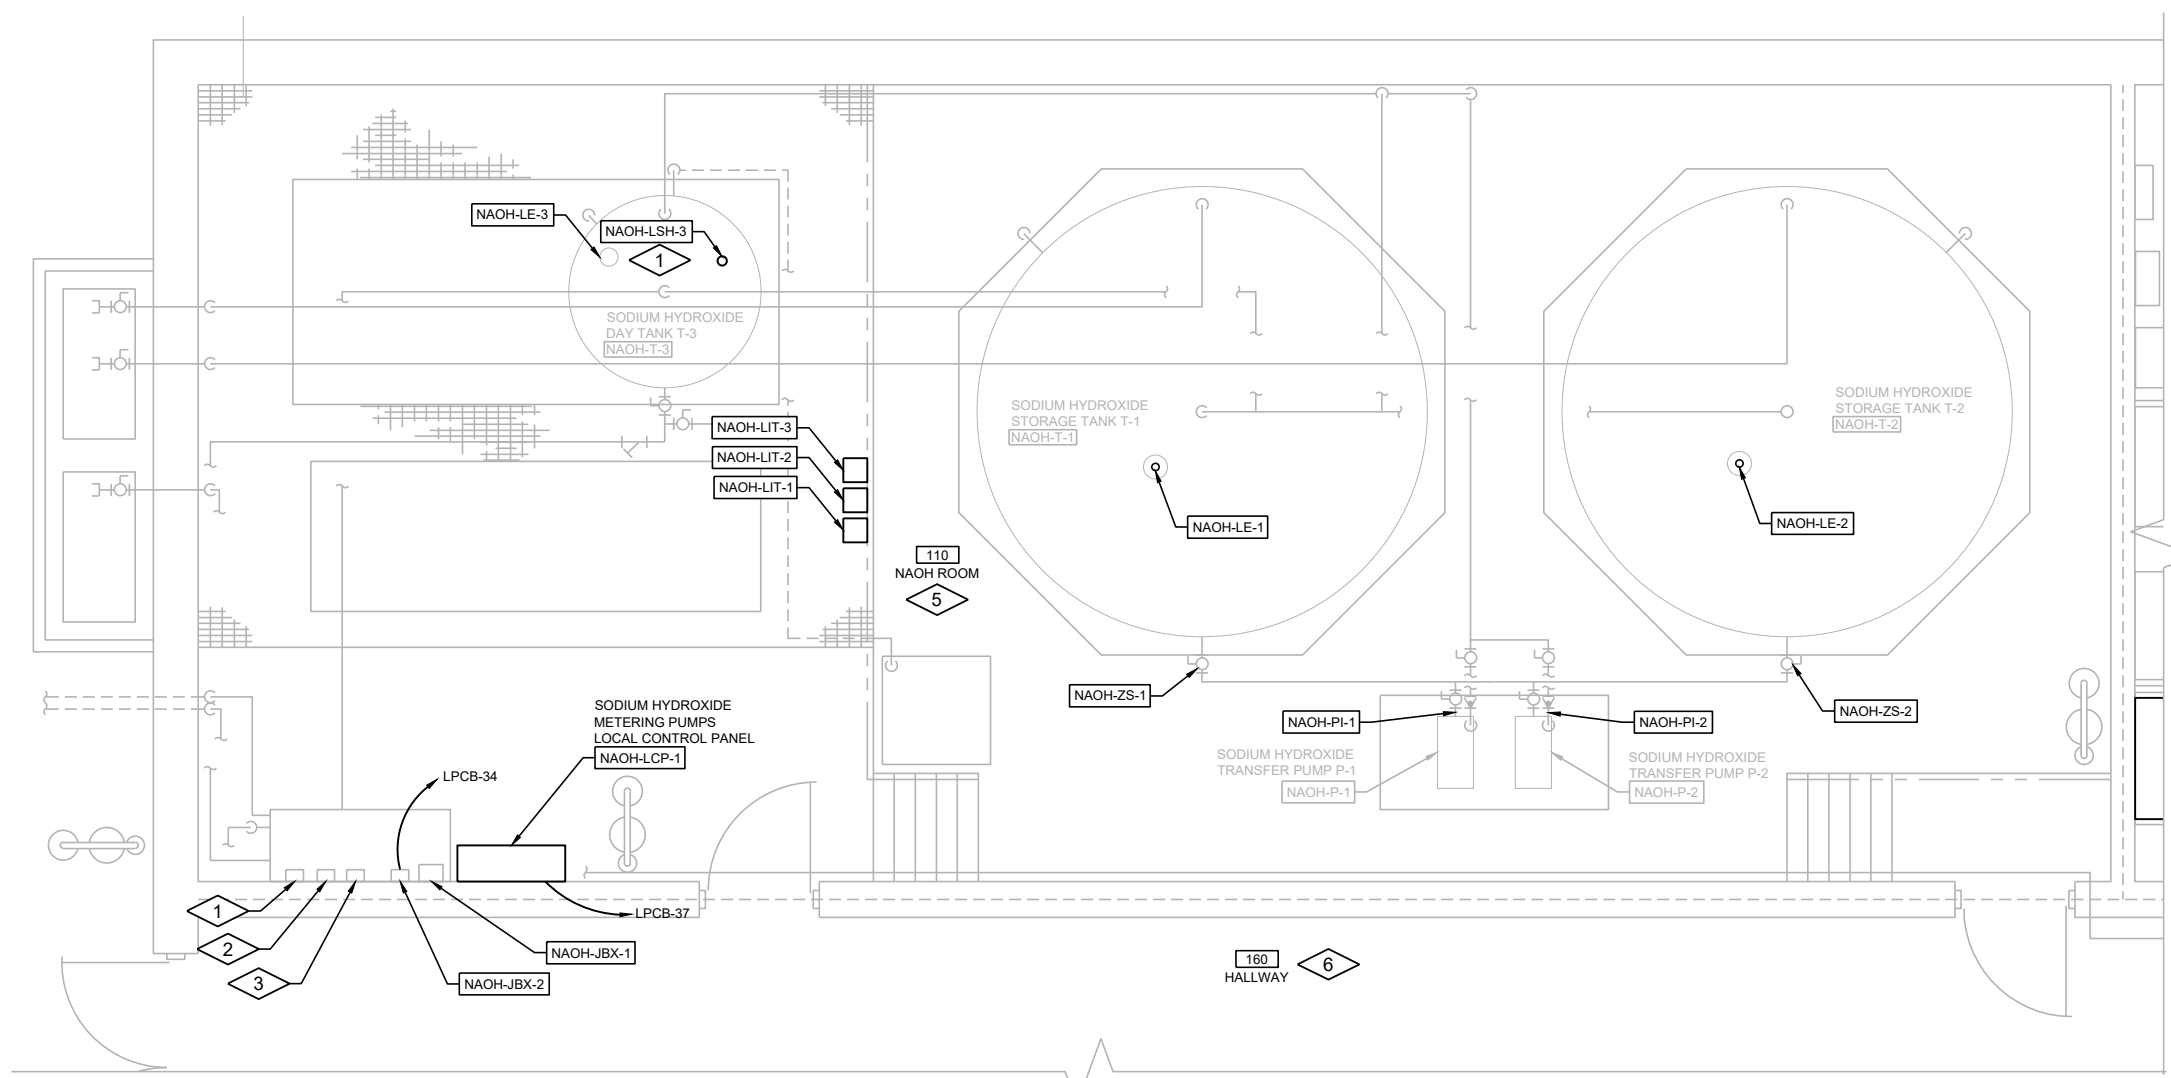 NAOH-LE-3
NAOH-LSH-3
1
SODIUM HYDROXIDE
DAY TANK T-3
NAOH-T-3
SODIUM HYDROXIDE
STORAGE TANK T-1
NAOH-T-1
SODIUM HYDROXIDE
STORAGE TANK T-2
NAOH-T-2
NAOH-LIT-3
NAOH-LIT-2
NAOH-LIT-1
NAOH-LE-1
NAOH-LE-2
110
NAOH ROOM
5
NAOH-ZS-1
NAOH-ZS-2
NAOH-PI-1
NAOH-PI-2
SODIUM HYDROXIDE
TRANSFER PUMP P-1
NAOH-P-1
SODIUM HYDROXIDE
TRANSFER PUMP P-2
NAOH-P-2
SODIUM HYDROXIDE
METERING PUMPS
LOCAL CONTROL PANEL
NAOH-LCP-1
LPCB-34
LPCB-37
1
2
3
NAOH-JBX-1
NAOH-JBX-2
160
HALLWAY
6